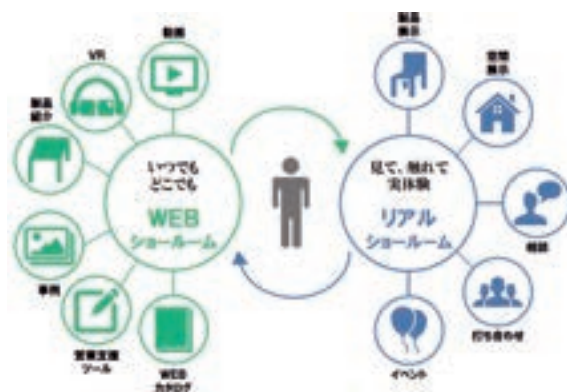 動画
VR
製品
紹介
事例
営業支援
ツール
WEB
カタログ
いつでも
どこでも
WEB
ショールーム
製品
展示
空間
展示
相談
打ち合わせ
イベント
見て、触れて
実体験
リアル
ショールーム